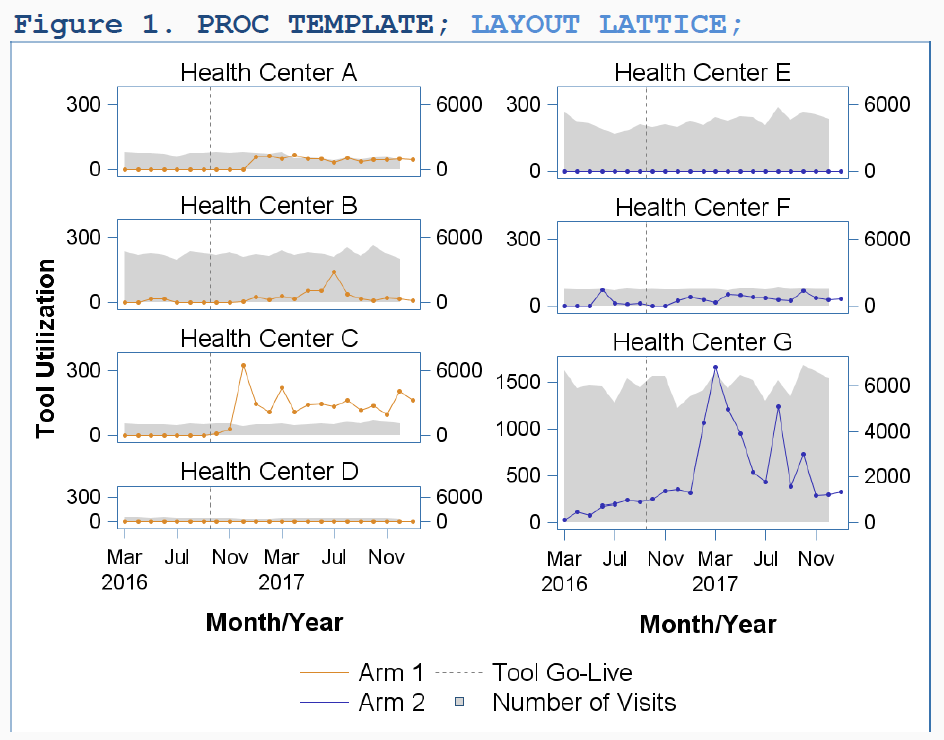 Figure 1. PROC TEMPLATE; LAYOUT LATTICE;
Health Center A
300
0
6000
0
Health Center B
300
0
6000
0
Health Center C
300
0
6000
0
Health Center D
300
0
6000
0
Tool Utilization
Mar Jul Nov Mar Jul Nov
2016 2017
Month/Year
Health Center E
300
0
6000
0
Health Center F
300
0
6000
0
Health Center G
1500
1000
500
0
6000
4000
2000
0
Mar Jul Nov Mar Jul Nov
2016 2017
Month/Year
Arm 1 Tool Go-Live
Arm 2 Number of Visits